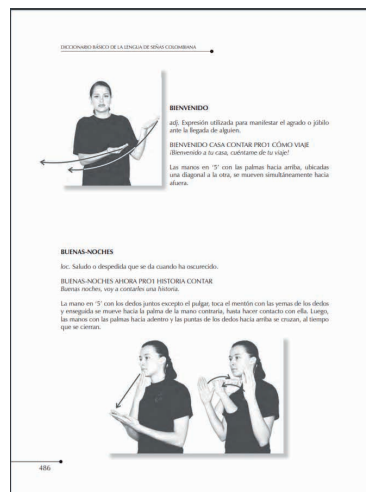 DICCIONARIO BÁSICO DE LA LENGUA DE SEÑAS COLOMBIANA
BIENVENIDO
adj. Expresión utilizada para manifestar el agrado o júbilo
ante la llegada de alguien.
BIENVENIDO CASA CONTAR PRO1 CÓMO VIAJE
¡Bienvenido a tu casa, cuéntame de tu viaje!
Las manos en '5' con las palmas hacia arriba, ubicadas
una diagonal a la otra, se mueven simultáneamente hacia
afuera.
BUENAS-NOCHES
loc. Saludo o despedida que se da cuando ha oscurecido.
BUENAS-NOCHES AHORA PRO1 HISTORIA CONTAR
Buenas noches, voy a contarles una historia.
La mano en '5' con los dedos juntos excepto el pulgar, toca el mentón con las yemas de los dedos
y enseguida se mueve hacia la palma de la mano contraria, hasta hacer contacto con ella. Luego,
las manos con las palmas hacia adentro y las puntas de los dedos hacia arriba se cruzan, al tiempo
que se cierran.
486